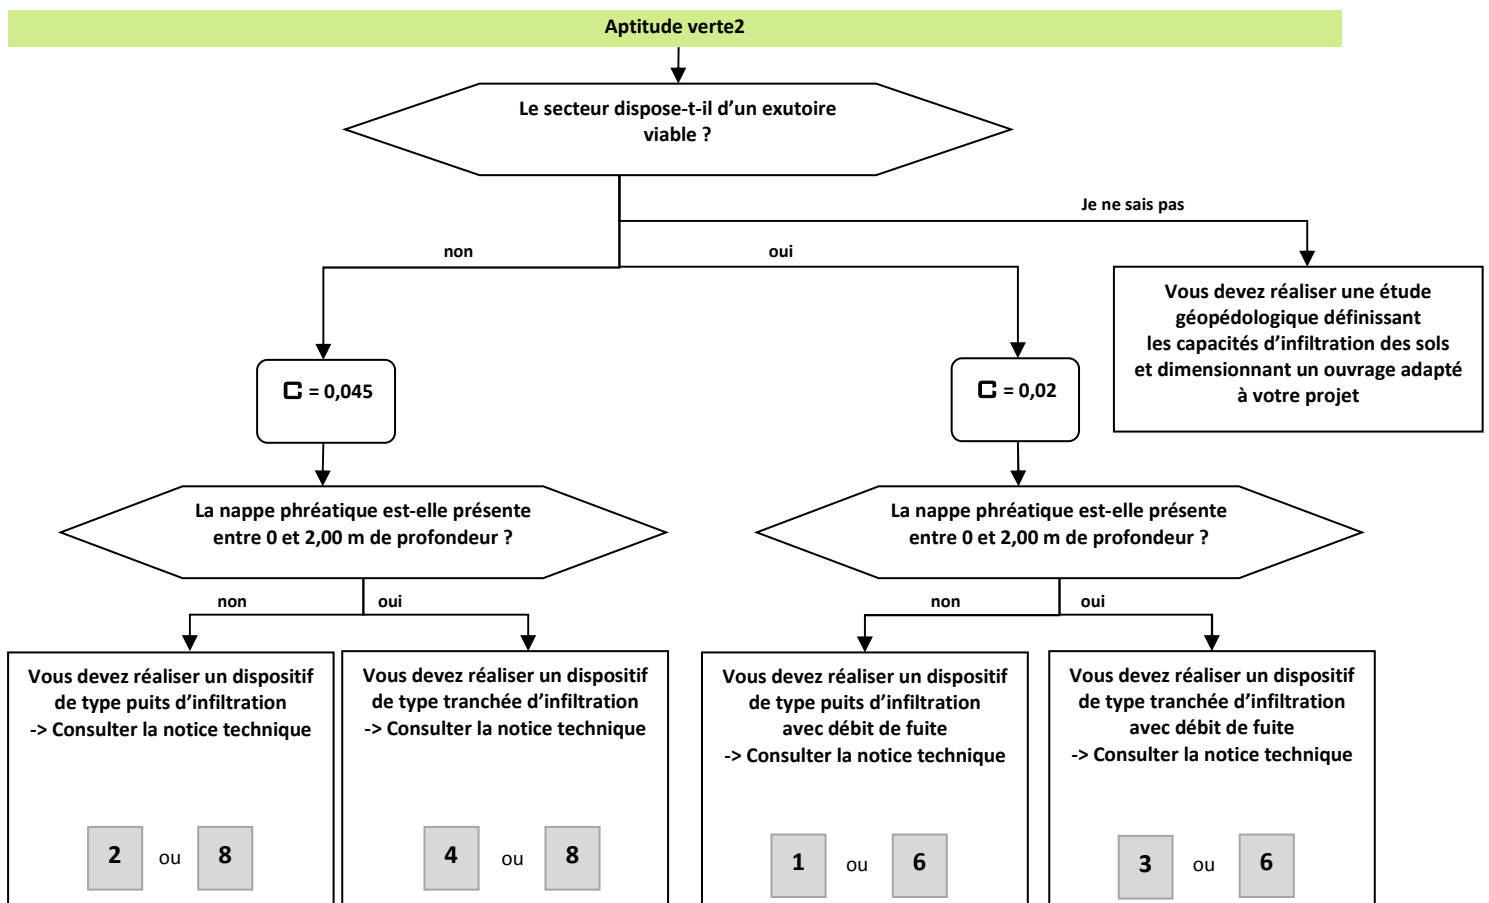 Aptitude verte2
Le secteur dispose-t-il d'un exutoire
viable ?
Je ne sais pas
non
oui
Vous devez réaliser une étude
géopédologique définissant
les capacités d'infiltration des sols
et dimensionnant un ouvrage adapté
à votre projet
C = 0,045
C = 0,02
La nappe phréatique est-elle présente
entre 0 et 2,00 m de profondeur ?
La nappe phréatique est-elle présente
entre 0 et 2,00 m de profondeur ?
non
oui
non
oui
Vous devez réaliser un dispositif
de type puits d'infiltration
-> Consulter la notice technique
2 ou 8
Vous devez réaliser un dispositif
de type tranchée d'infiltration
-> Consulter la notice technique
4 ou 8
Vous devez réaliser un dispositif
de type puits d'infiltration
avec débit de fuite
-> Consulter la notice technique
1 ou 6
Vous devez réaliser un dispositif
de type tranchée d'infiltration
avec débit de fuite
-> Consulter la notice technique
3 ou 6